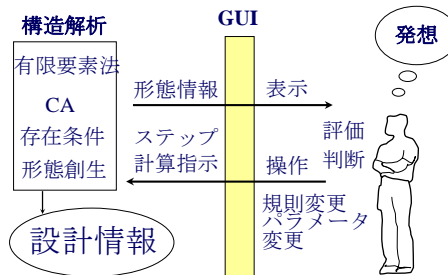 構造解析
GUI
発想
有限要素法
CA
存在条件
形態創生
形態情報
表示
ステップ
計算指示
操作
評価
判断
規則変更
パラメータ
変更
設計情報